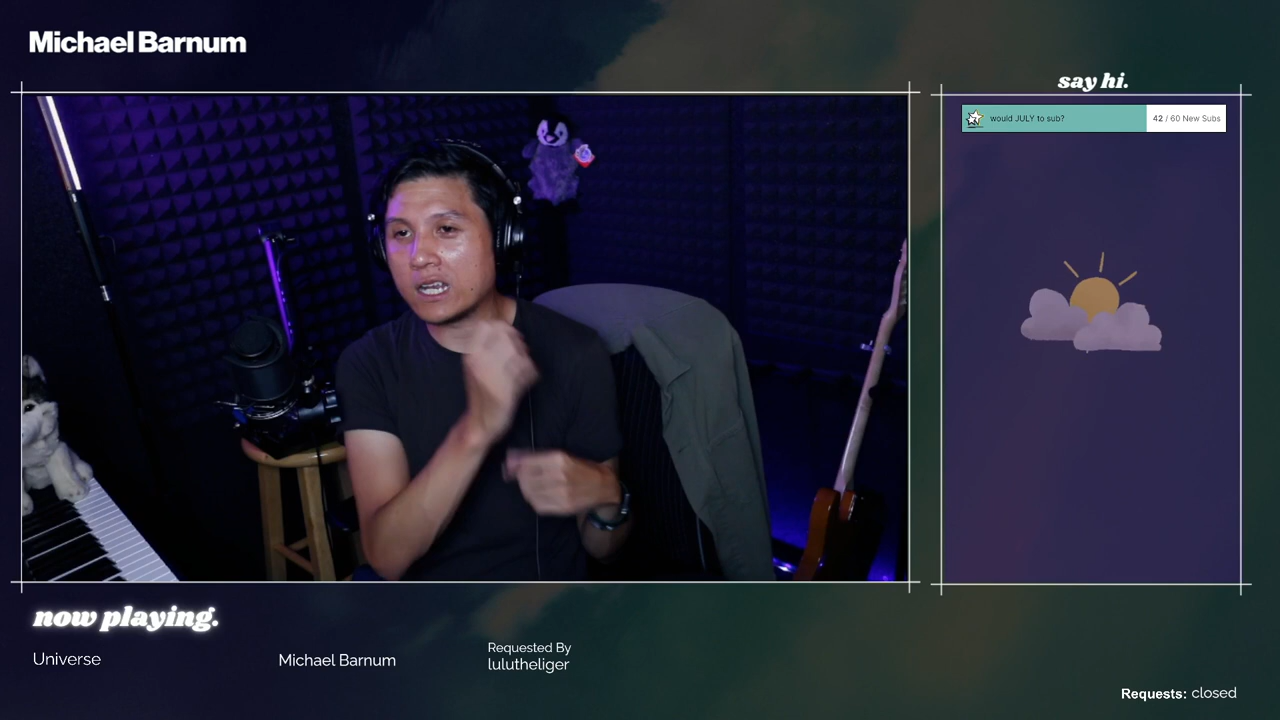 Michael Barnum
say hi.
would JULY to sub?
42 / 60 New Subs
now playing.
Universe
Michael Barnum
Requested By
lulutheliger
Requests: closed